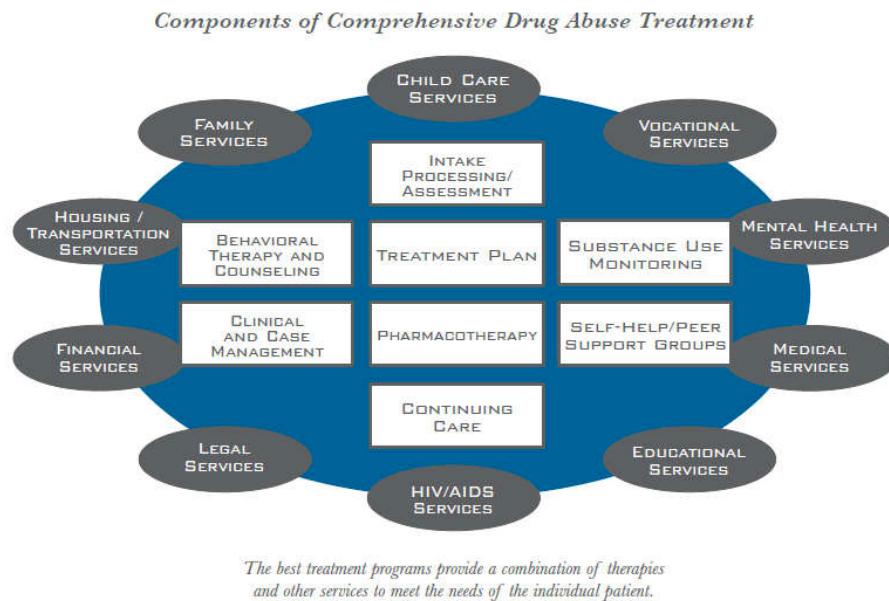 Components of Comprehensive Drug Abuse Treatment
CHILD CARE
SERVICES
FAMILY
SERVICES
VOCATIONAL
SERVICES
INTAKE
PROCESSING/
ASSESSMENT
HOUSING /
TRANSPORTATION
SERVICES
BEHAVIORAL
THERAPY AND
COUNSELING
TREATMENT PLAN
SUBSTANCE USE
MONITORING
MENTAL HEALTH
SERVICES
FINANCIAL
SERVICES
CLINICAL
AND CASE
MANAGEMENT
PHARMACOTHERAPY
SELF-HELP/PEER
SUPPORT GROUPS
MEDICAL
SERVICES
CONTINUING
CARE
LEGAL
SERVICES
EDUCATIONAL
SERVICES
HIV/AIDS
SERVICES
The best treatment programs provide a combination of therapies
and other services to meet the needs of the individual patient.